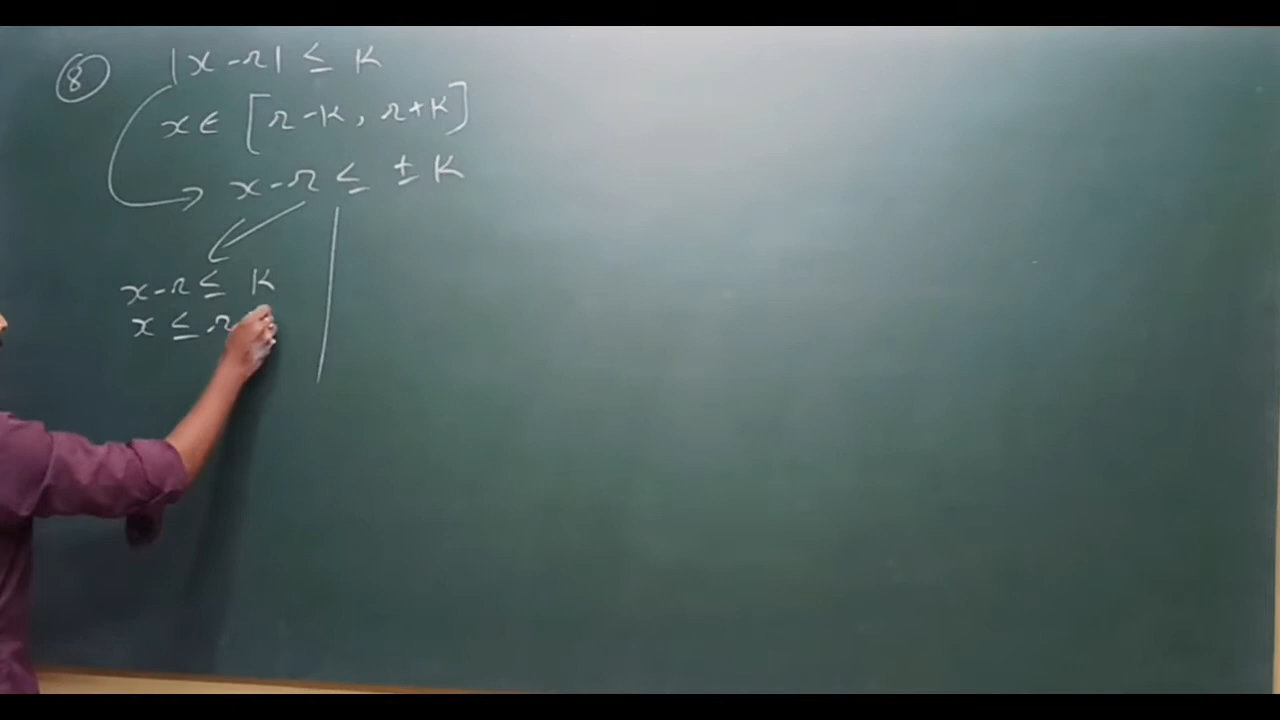 ⑧ |x - r| ≤ K
x ∈ [r - K, r + K]
x - r ≤ ± K
x - r ≤ K
x ≤ r